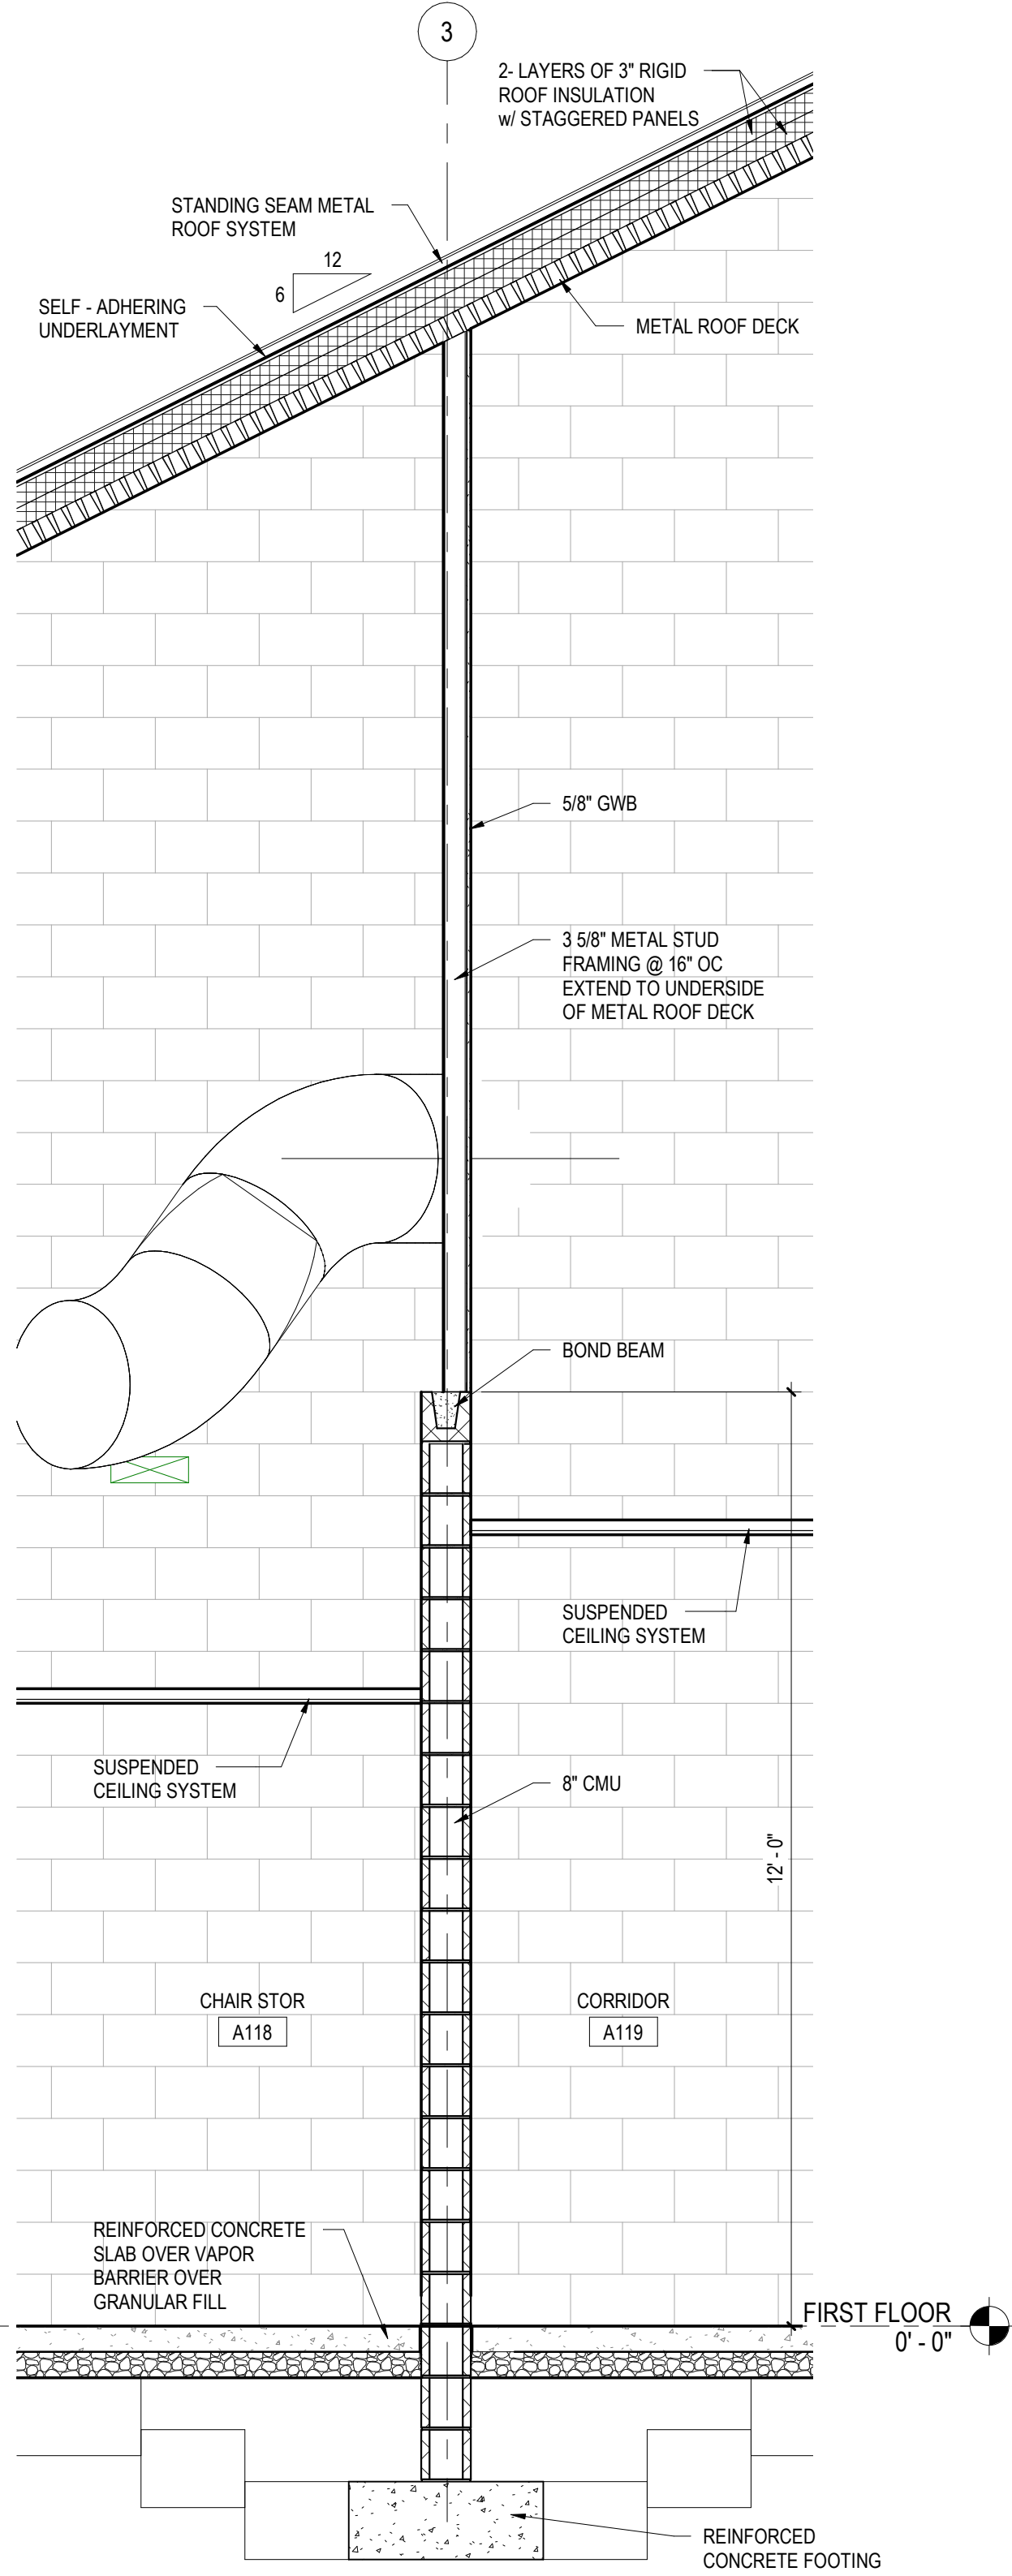 3
2- LAYERS OF 3" RIGID
ROOF INSULATION
w/ STAGGERED PANELS
STANDING SEAM METAL
ROOF SYSTEM
12
6
SELF - ADHERING
UNDERLAYMENT
METAL ROOF DECK
5/8" GWB
3 5/8" METAL STUD
FRAMING @ 16" OC
EXTEND TO UNDERSIDE
OF METAL ROOF DECK
BOND BEAM
SUSPENDED
CEILING SYSTEM
SUSPENDED
CEILING SYSTEM
8" CMU
12' - 0"
CHAIR STOR
A118
CORRIDOR
A119
REINFORCED CONCRETE
SLAB OVER VAPOR
BARRIER OVER
GRANULAR FILL
FIRST FLOOR
0' - 0"
REINFORCED
CONCRETE FOOTING